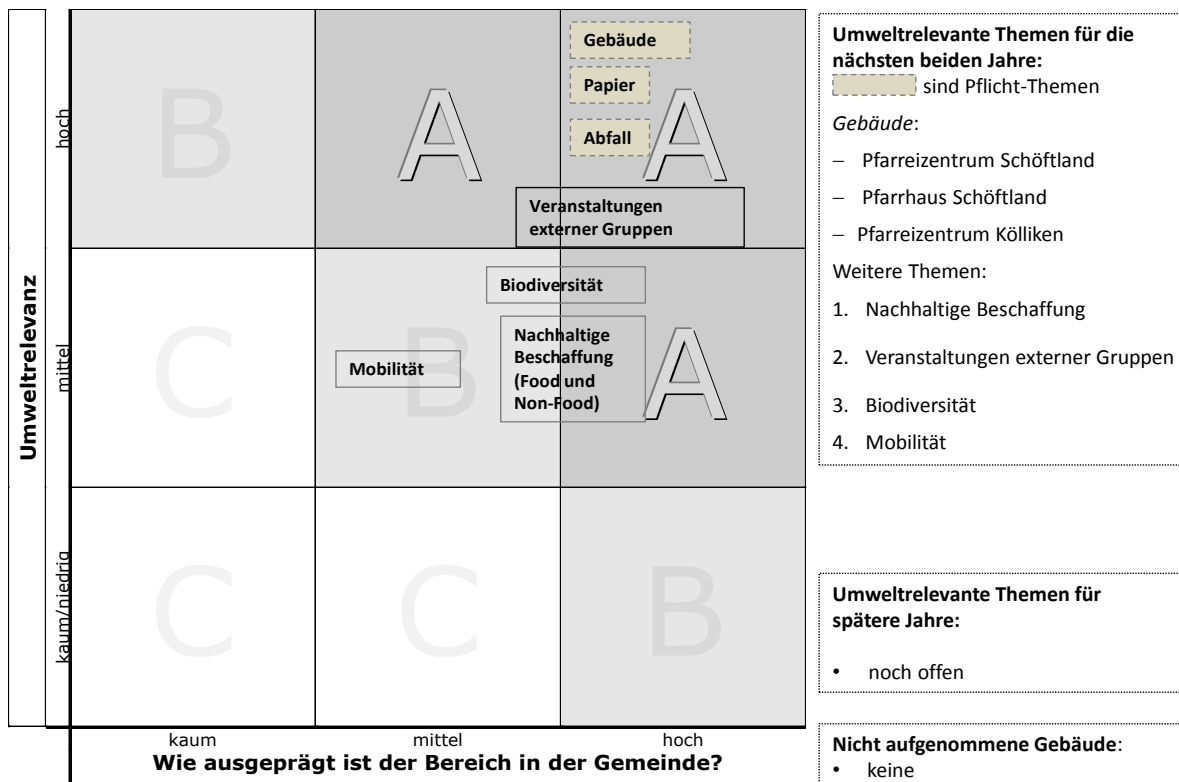 Umweltrelevanz
hoch
mittel
kaum/niedrig
B
A
A
Gebäude
Papier
Abfall
Veranstaltungen
externer Gruppen
C
B
A
Biodiversität
Mobilität
Nachhaltige
Beschaffung
(Food und
Non-Food)
C
C
B
kaum
mittel
hoch
Wie ausgeprägt ist der Bereich in der Gemeinde?
Umweltrelevante Themen für die
nächsten beiden Jahre:
sind Pflicht-Themen
Gebäude:
– Pfarreizentrum Schöftland
– Pfarrhaus Schöftland
– Pfarreizentrum Kölliken
Weitere Themen:
1. Nachhaltige Beschaffung
2. Veranstaltungen externer Gruppen
3. Biodiversität
4. Mobilität
Umweltrelevante Themen für
spätere Jahre:
• noch offen
Nicht aufgenommene Gebäude:
• keine